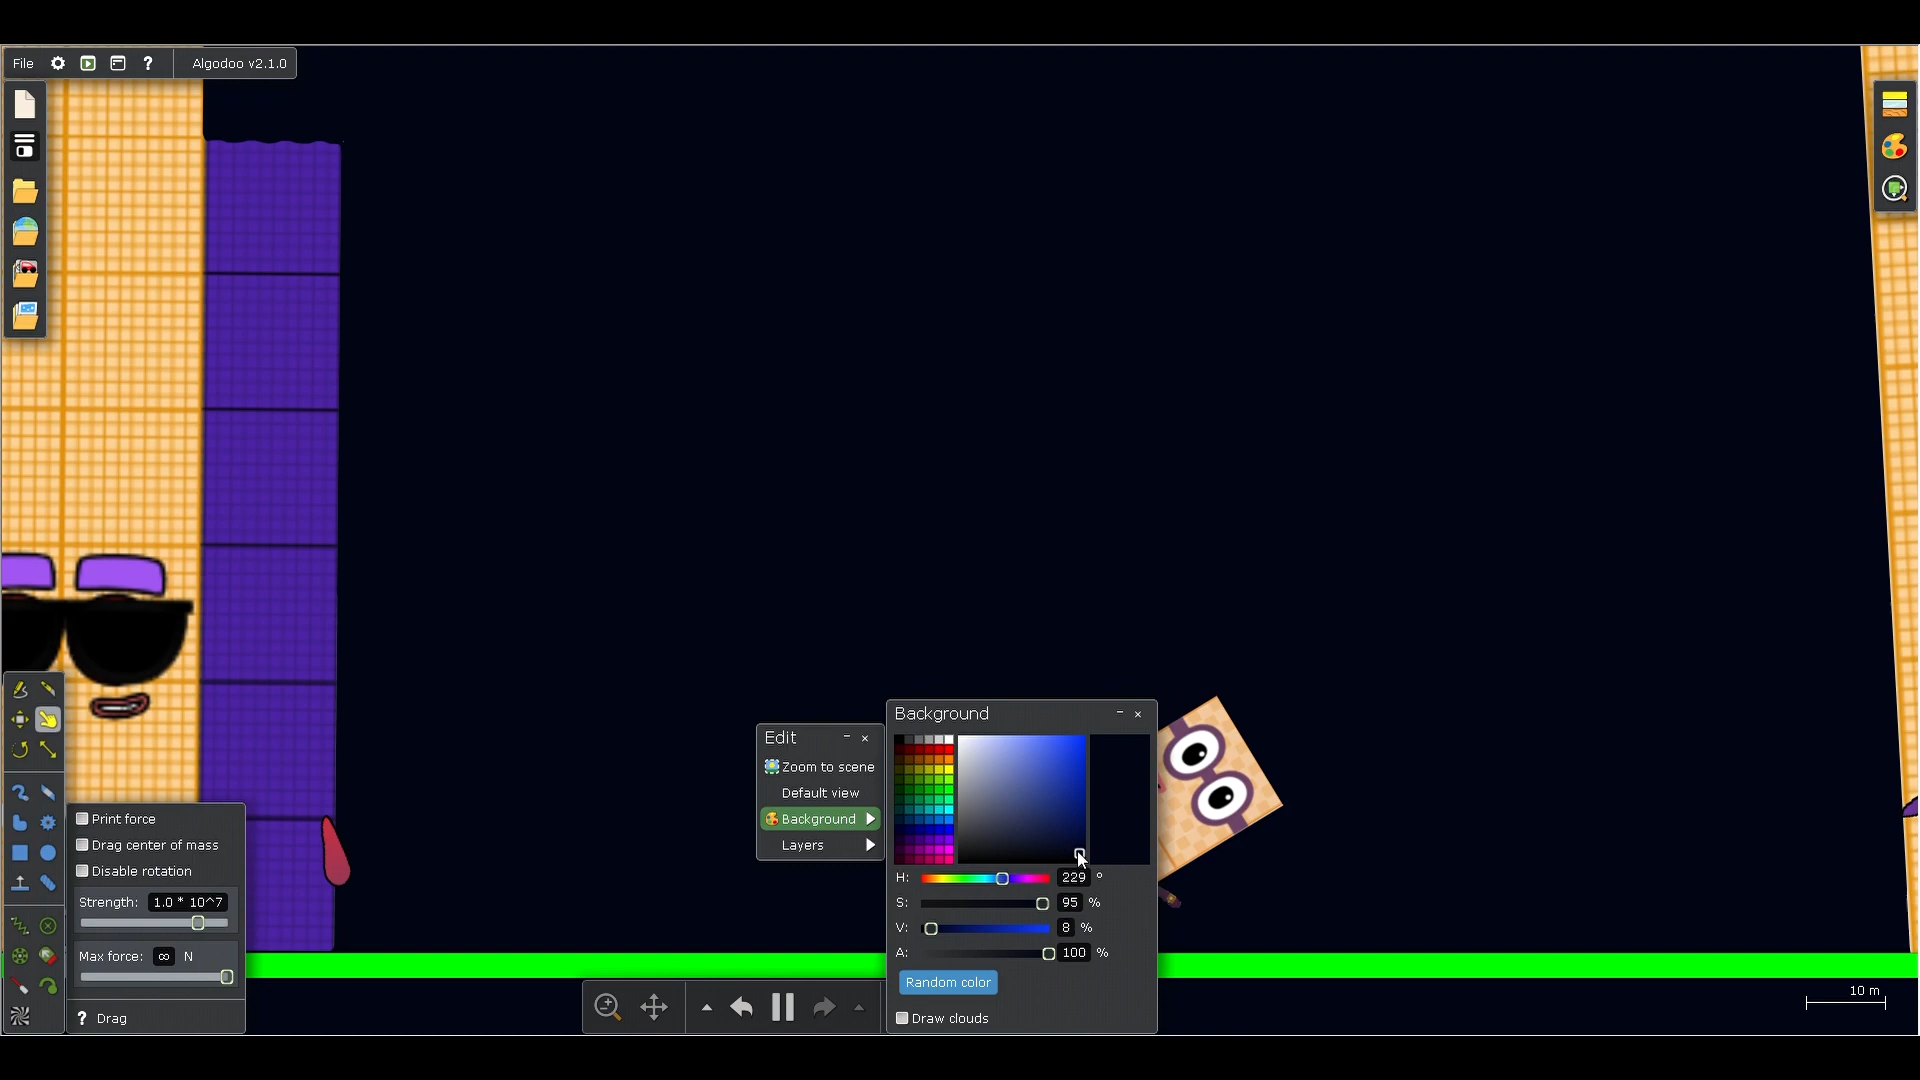 File
?
Algodoo v2.1.0
Background
Edit
Zoom to scene
Default view
Background
Layers
Print force
Drag center of mass
Disable rotation
Strength: 1.0 * 10^7
Max force: ∞ N
? Drag
H: 229 °
S: 95 %
V: 8 %
A: 100 %
Random color
Draw clouds
10 m